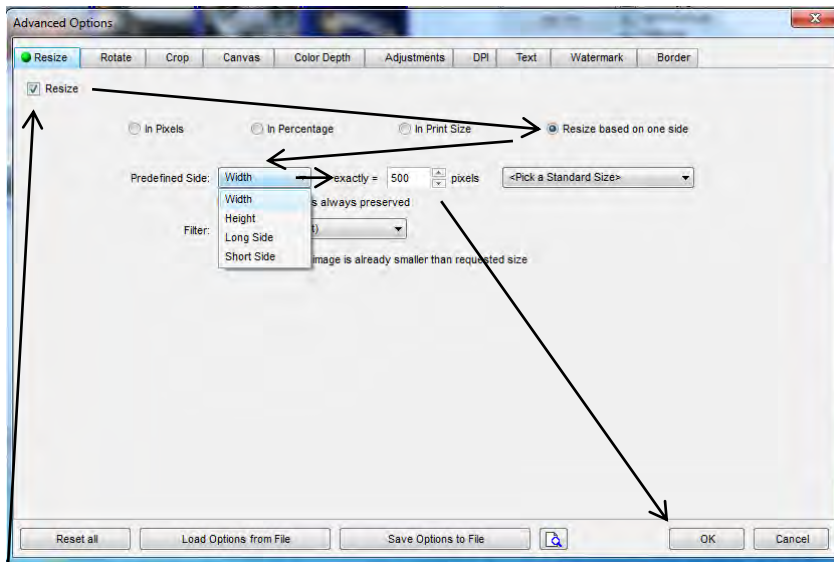 Advanced Options
Resize Rotate Crop Canvas Color Depth Adjustments DPI Text Watermark Border
Resize
In Pixels In Percentage In Print Size Resize based on one side
Predefined Side: Width exactly = 500 pixels <Pick a Standard Size>
Width
s always preserved
Height
Filter: t)
Long Side
Short Side image is already smaller than requested size
Reset all Load Options from File Save Options to File OK Cancel